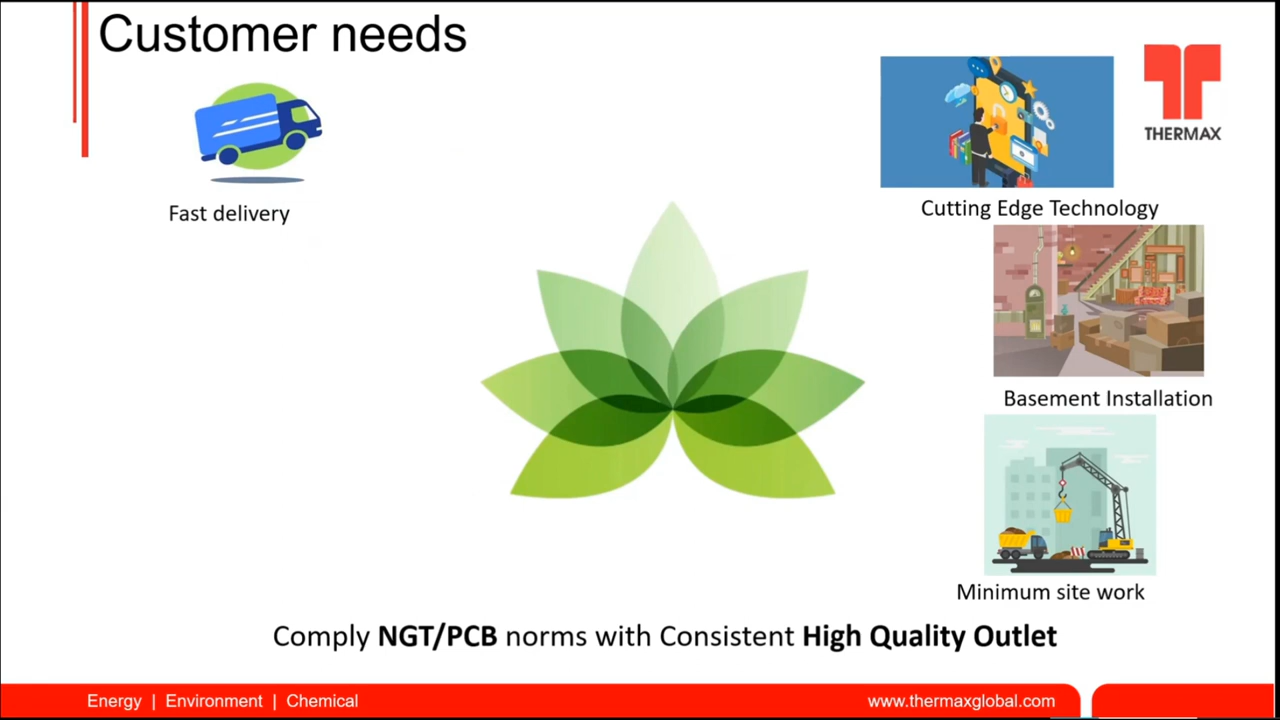 Customer needs
THERMAX
Fast delivery
Cutting Edge Technology
Basement Installation
Minimum site work
Comply NGT/PCB norms with Consistent High Quality Outlet
Energy | Environment | Chemical
www.thermaxglobal.com